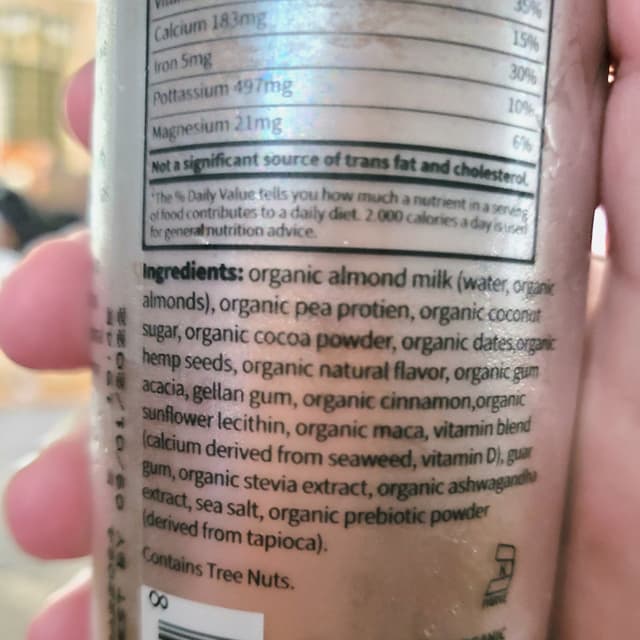 35%
Calcium 183mg 15%
Iron 5mg 30%
Pottassium 497mg 10%
Magnesium 21mg 6%
Not a significant source of trans fat and cholesterol.
*The % Daily Value tells you how much a nutrient in a serving
of food contributes to a daily diet. 2,000 calories a day is used
for general nutrition advice.
Ingredients: organic almond milk (water, organic
almonds), organic pea protien, organic coconut
sugar, organic cocoa powder, organic dates,organic
hemp seeds, organic natural flavor, organic gum
acacia, gellan gum, organic cinnamon,organic
sunflower lecithin, organic maca, vitamin blend
(calcium derived from seaweed, vitamin D), guar
gum, organic stevia extract, organic ashwagandha
extract, sea salt, organic prebiotic powder
(derived from tapioca).
Contains Tree Nuts.
8